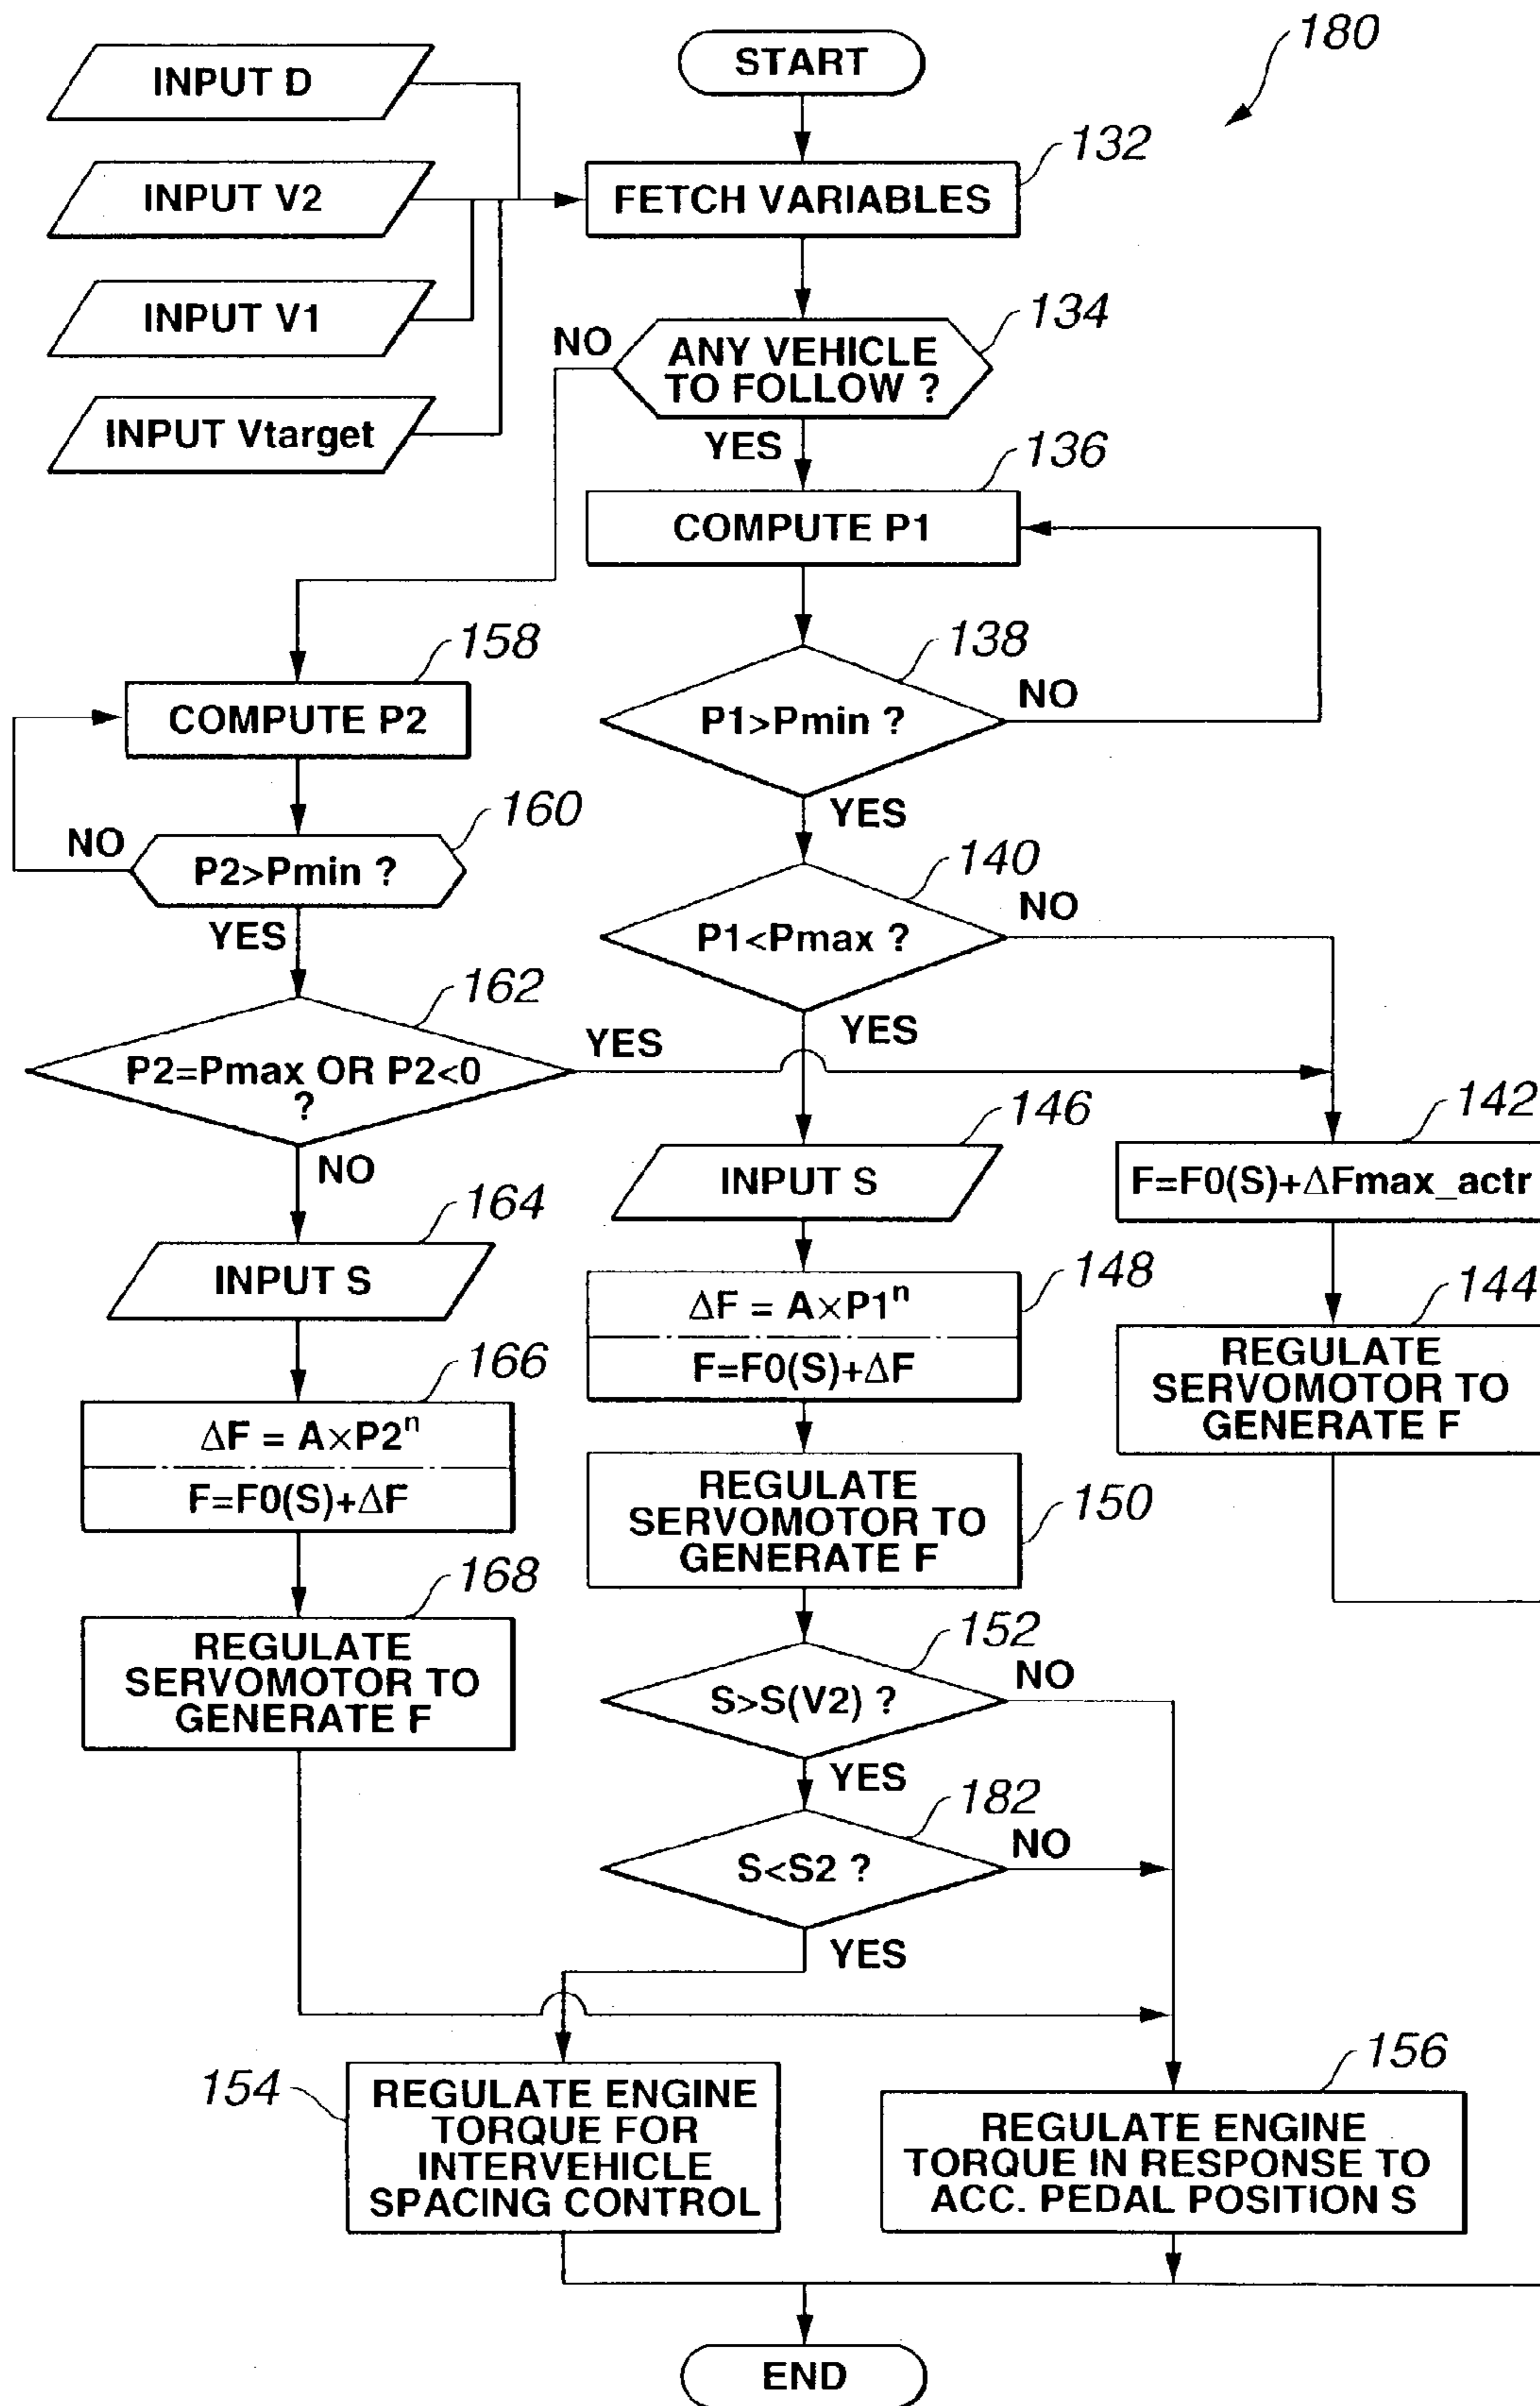 180
START
INPUT D
132
FETCH VARIABLES
INPUT V2
INPUT V1
INPUT Vtarget
134
NO
ANY VEHICLE
TO FOLLOW ?
YES
136
COMPUTE P1
158
COMPUTE P2
138
P1>Pmin ?
NO
YES
160
NO
P2>Pmin ?
YES
140
P1<Pmax ?
NO
YES
162
P2=Pmax OR P2<0
?
YES
NO
146
INPUT S
142
F=F0(S)+ΔFmax_actr
164
INPUT S
148
ΔF = A×P1ⁿ
F=F0(S)+ΔF
144
REGULATE
SERVOMOTOR TO
GENERATE F
166
ΔF = A×P2ⁿ
F=F0(S)+ΔF
150
REGULATE
SERVOMOTOR TO
GENERATE F
168
REGULATE
SERVOMOTOR TO
GENERATE F
152
S>S(V2) ?
NO
YES
182
S<S2 ?
NO
YES
154
REGULATE ENGINE
TORQUE FOR
INTERVEHICLE
SPACING CONTROL
156
REGULATE ENGINE
TORQUE IN RESPONSE TO
ACC. PEDAL POSITION S
END